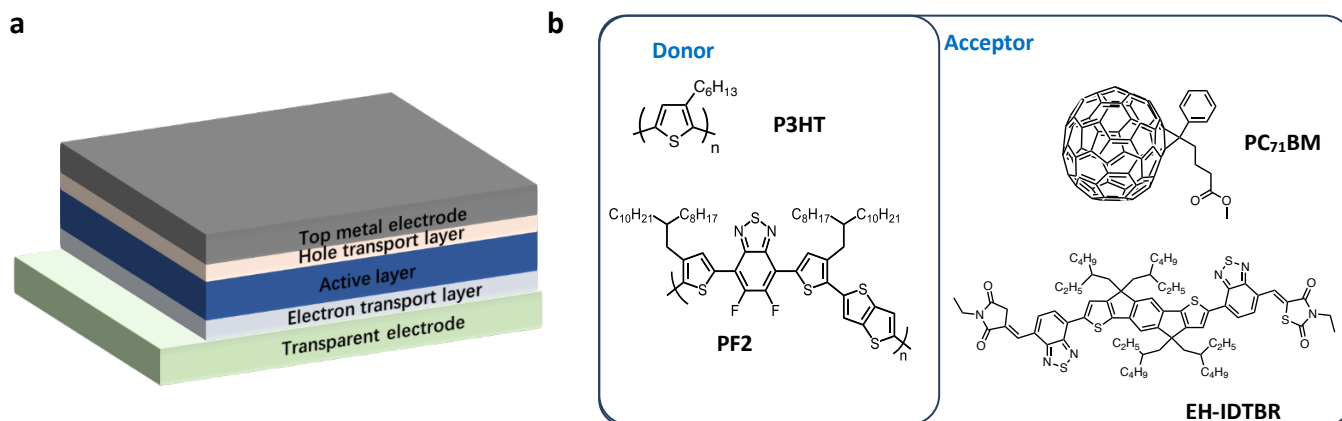 a
Top metal electrode
Hole transport layer
Active layer
Electron transport layer
Transparent electrode
b
Donor
C₆H₁₃
S
n
P3HT
C₁₀H₂₁ C₈H₁₇
C₈H₁₇ C₁₀H₂₁
S
N N
S
S
S
F F
S
S
n
PF2
Acceptor
O
O
PC₇₁BM
C₄H₉ C₄H₉
C₂H₅ C₂H₅
S
N N
O
N
S
O
S
O
N
O
S
N N
S
C₂H₅ C₂H₅
C₄H₉ C₄H₉
EH-IDTBR